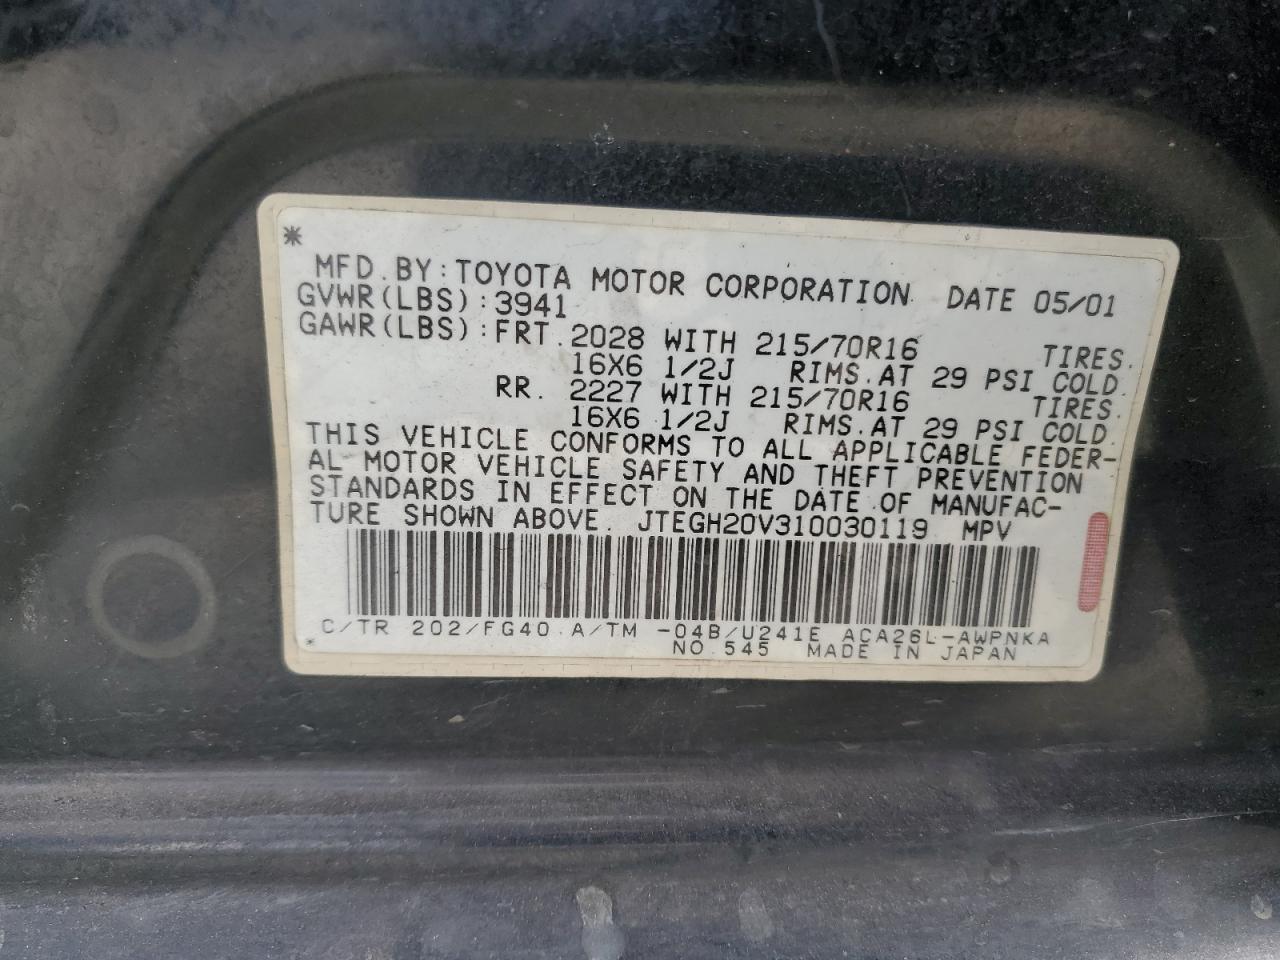 MFD.BY:TOYOTA MOTOR CORPORATION DATE 05/01
GVWR(LBS):3941
GAWR(LBS):FRT.2028 WITH 215/70R16 TIRES.
16X6 1/2J RIMS.AT 29 PSI COLD.
RR. 2227 WITH 215/70R16 TIRES.
16X6 1/2J RIMS.AT 29 PSI COLD.
THIS VEHICLE CONFORMS TO ALL APPLICABLE FEDER-
AL MOTOR VEHICLE SAFETY AND THEFT PREVENTION
STANDARDS IN EFFECT ON THE DATE OF MANUFAC-
TURE SHOWN ABOVE. JTEGH20V310030119 MPV
C/TR 202/FG40 A/TM -04B/U241E ACA26L-AWPNKA
NO.545 MADE IN JAPAN